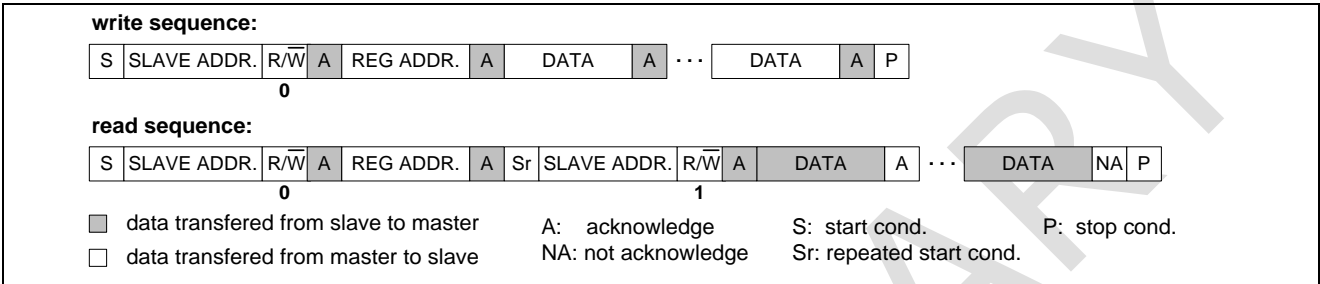 write sequence:
S SLAVE ADDR. R/W̅ A REG ADDR. A DATA A ··· DATA A P
0
read sequence:
S SLAVE ADDR. R/W̅ A REG ADDR. A Sr SLAVE ADDR. R/W̅ A DATA A ··· DATA NA P
0 1
data transfered from slave to master A: acknowledge S: start cond. P: stop cond.
data transfered from master to slave NA: not acknowledge Sr: repeated start cond.
ARY